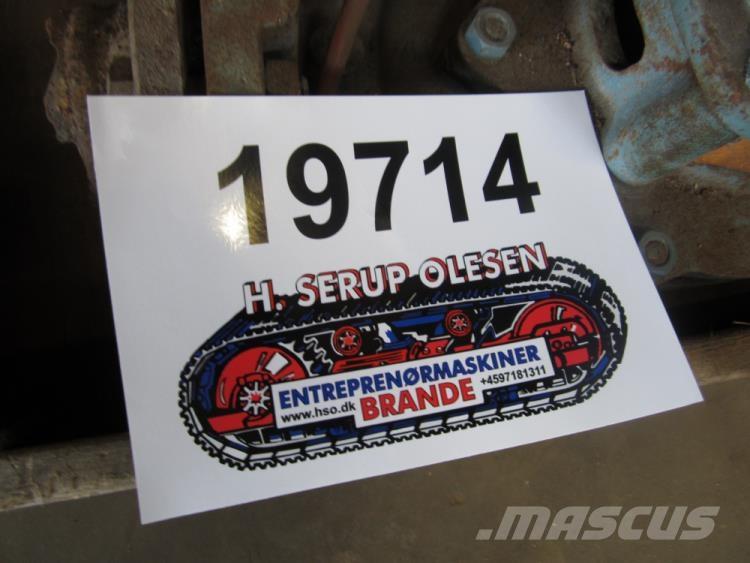 19714
H. SERUP OLESEN
ENTREPRENØRMASKINER
www.hso.dk BRANDE +4597181311
.mascus